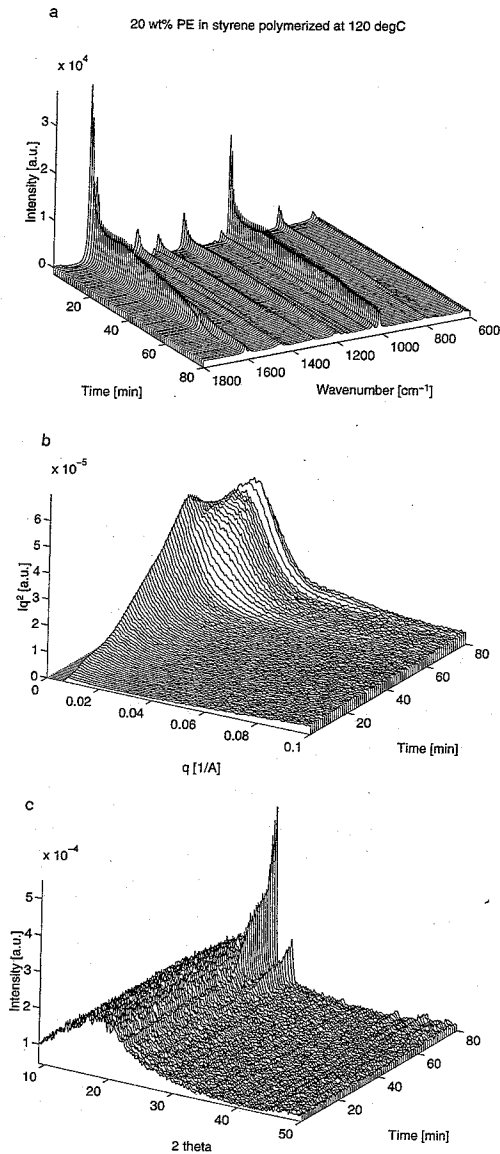 a
20 wt% PE in styrene polymerized at 120 degC
x 10⁴
3
2
1
0
Intensity [a.u.]
20
40
60
80
Time [min]
1800
1600
1400
1200
1000
800
600
Wavenumber [cm⁻¹]
b
x 10⁻⁵
6
5
4
3
2
1
0
Iq² [a.u.]
0
0.02
0.04
0.06
0.08
0.1
q [1/A]
20
40
60
80
Time [min]
c
x 10⁻⁴
5
4
3
2
1
Intensity [a.u.]
10
20
30
40
50
2 theta
20
40
60
80
Time [min]